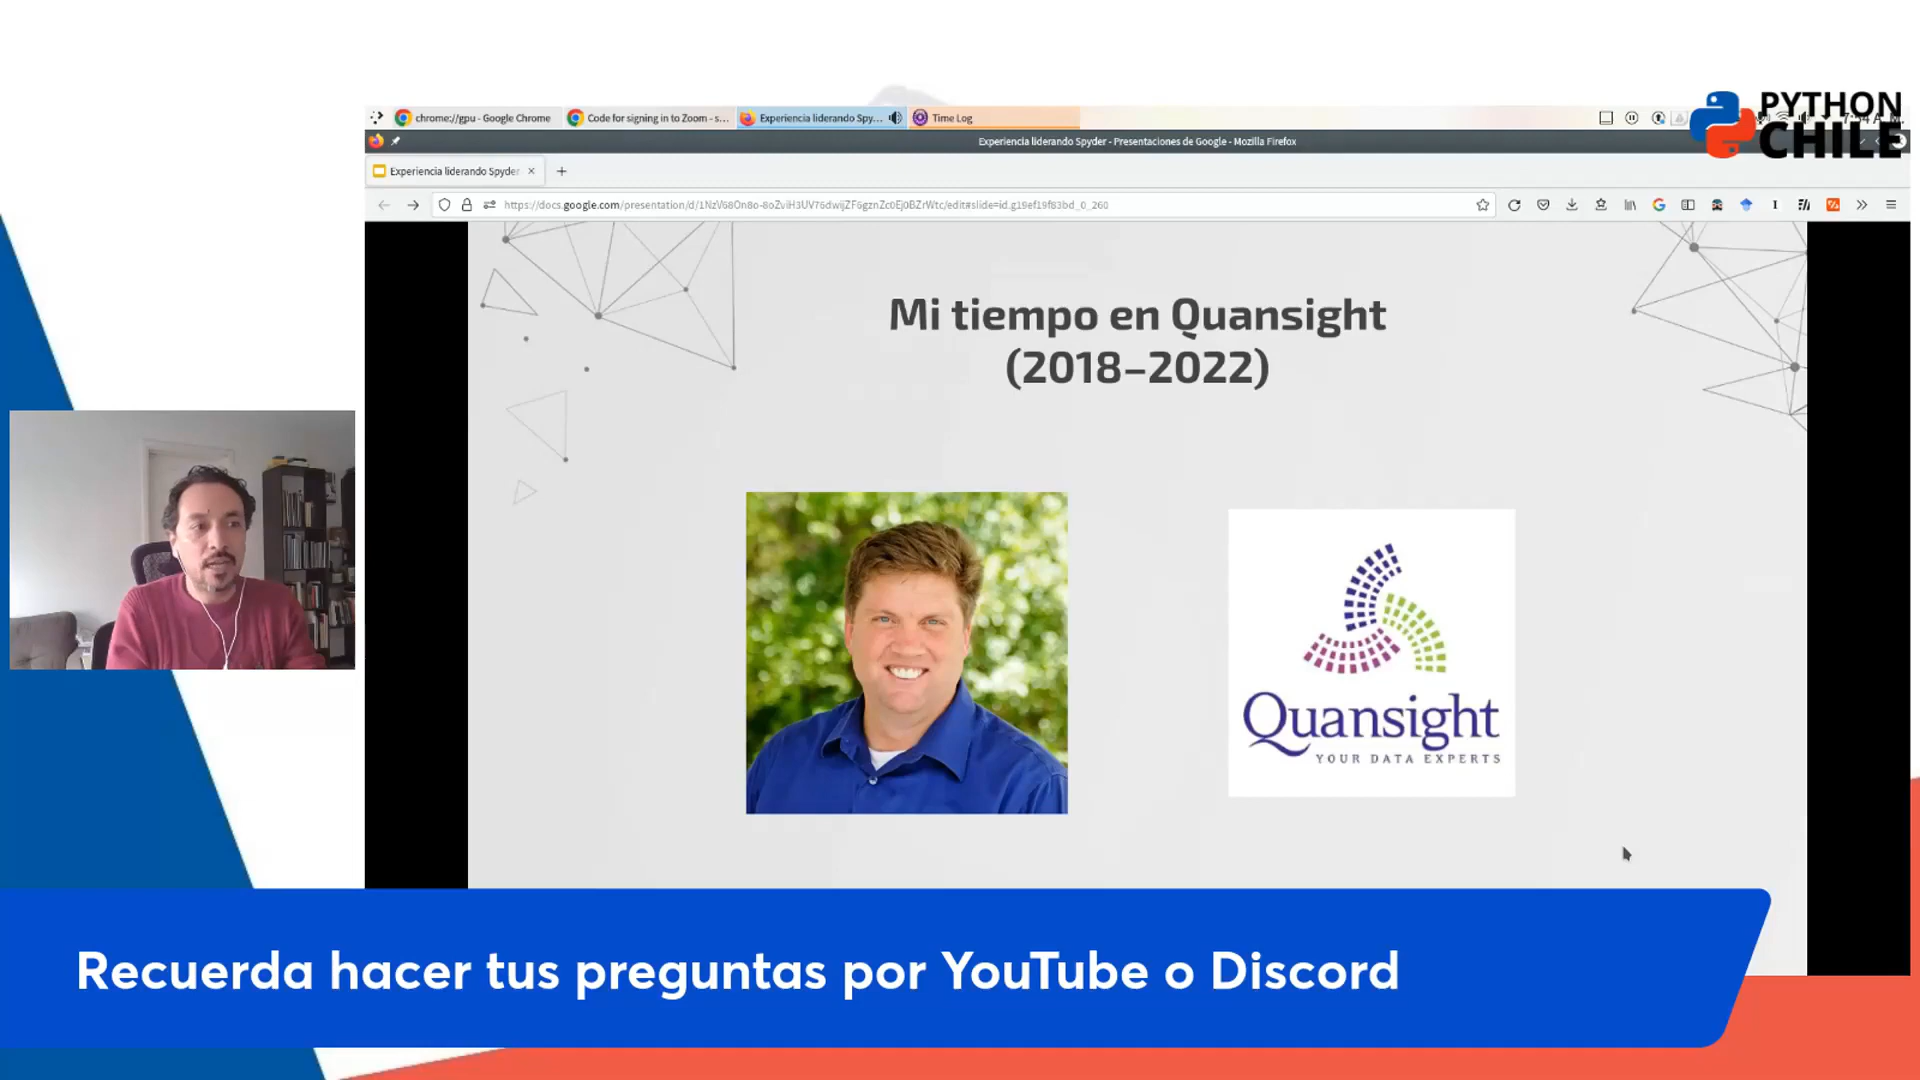 chrome://gpu - Google Chrome
Code for signing in to Zoom - s...
Experiencia liderando Spy...
Time Log
PYTHON
CHILE
Experiencia liderando Spyder - Presentaciones de Google - Mozilla Firefox
Experiencia liderando Spyder
Mi tiempo en Quansight
(2018–2022)
Quansight
YOUR DATA EXPERTS
Recuerda hacer tus preguntas por YouTube o Discord